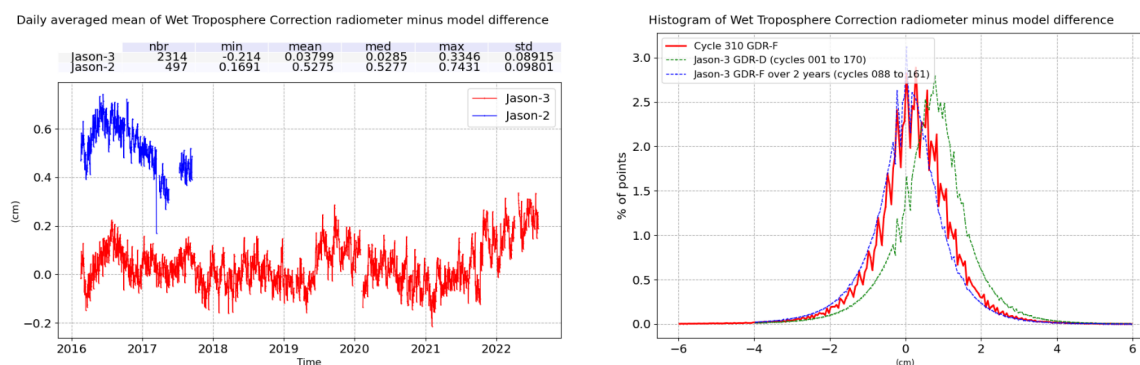 Daily averaged mean of Wet Troposphere Correction radiometer minus model difference
nbr min mean med max std
Jason-3 2314 -0.214 0.03799 0.0285 0.3346 0.08915
Jason-2 497 0.1691 0.5275 0.5277 0.7431 0.09801
Jason-3
Jason-2
0.6
0.4
0.2
0.0
−0.2
(cm)
2016 2017 2018 2019 2020 2021 2022
Time
Histogram of Wet Troposphere Correction radiometer minus model difference
Cycle 310 GDR-F
Jason-3 GDR-D (cycles 001 to 170)
Jason-3 GDR-F over 2 years (cycles 088 to 161)
3.0
2.5
2.0
1.5
1.0
0.5
0.0
% of points
−6 −4 −2 0 2 4 6
(cm)